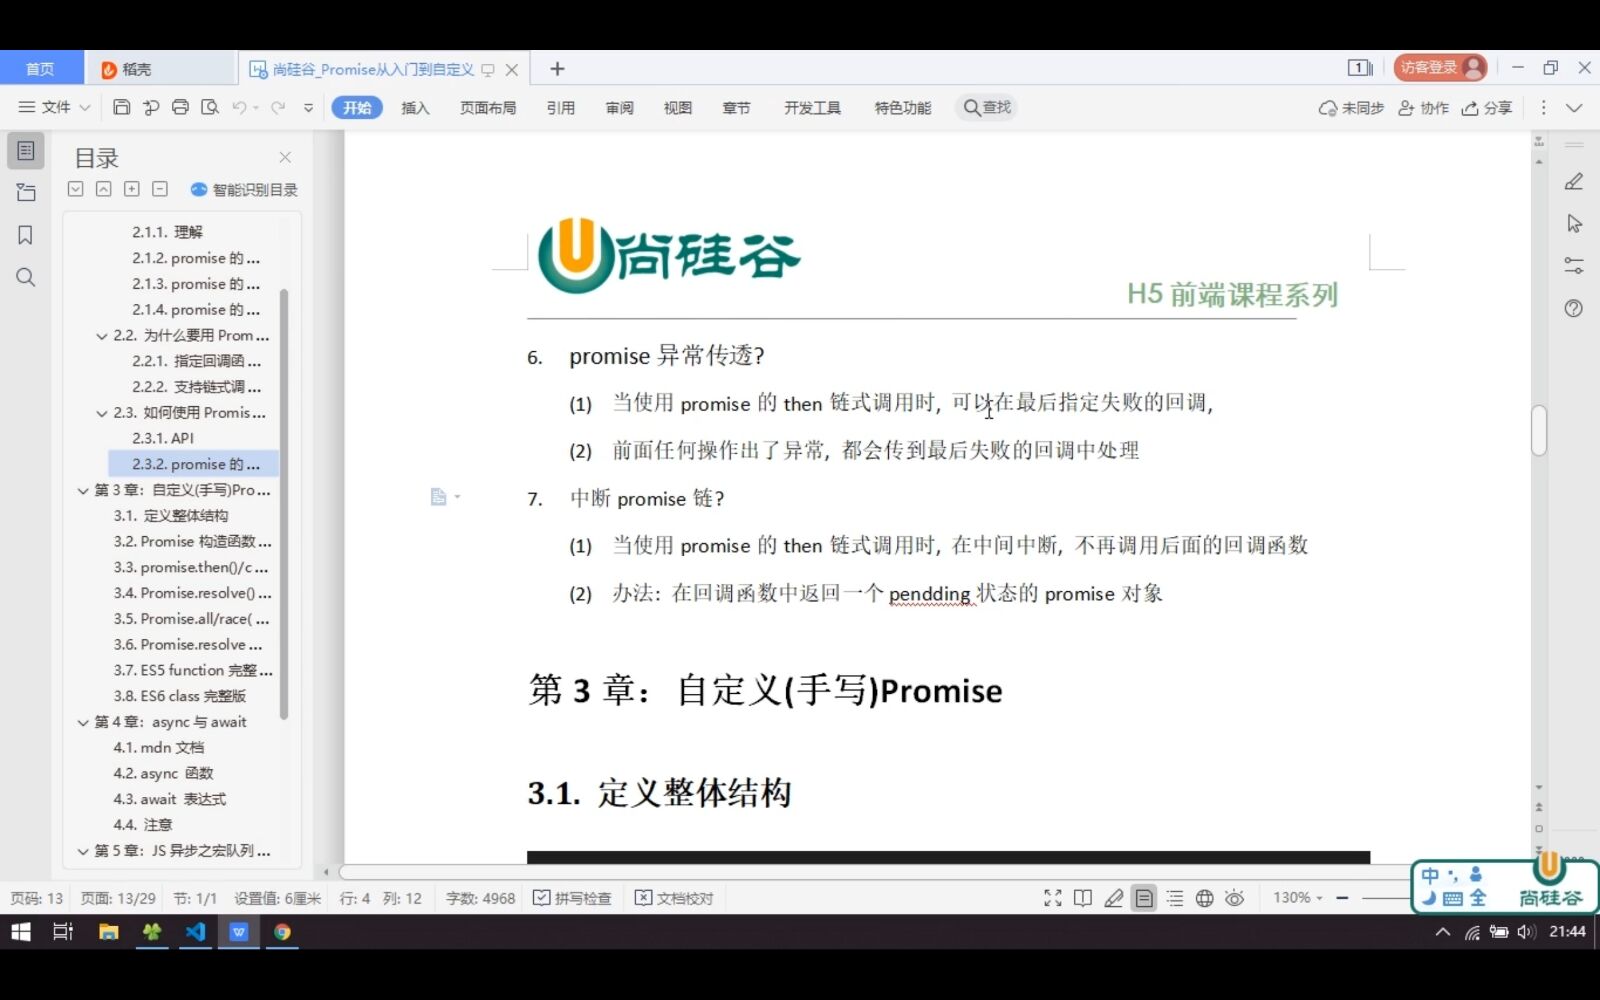 首页
稻壳
尚硅谷_Promise从入门到自定义
访客登录
文件
开始
插入
页面布局
引用
审阅
视图
章节
开发工具
特色功能
查找
未同步
协作
分享
目录
智能识别目录
2.1.1. 理解
2.1.2. promise 的 ...
2.1.3. promise 的 ...
2.1.4. promise 的 ...
2.2. 为什么要用 Prom ...
2.2.1. 指定回调函 ...
2.2.2. 支持链式调 ...
2.3. 如何使用 Promis ...
2.3.1. API
2.3.2. promise 的 ...
第 3 章：自定义(手写)Pro ...
3.1. 定义整体结构
3.2. Promise 构造函数 ...
3.3. promise.then()/c ...
3.4. Promise.resolve() ...
3.5. Promise.all/race( ...
3.6. Promise.resolve ...
3.7. ES5 function 完整 ...
3.8. ES6 class 完整版
第 4 章：async 与 await
4.1. mdn 文档
4.2. async 函数
4.3. await 表达式
4.4. 注意
第 5 章：JS 异步之宏队列 ...
尚硅谷
H5 前端课程系列
6. promise 异常传透?
(1) 当使用 promise 的 then 链式调用时, 可以在最后指定失败的回调,
(2) 前面任何操作出了异常, 都会传到最后失败的回调中处理
7. 中断 promise 链?
(1) 当使用 promise 的 then 链式调用时, 在中间中断, 不再调用后面的回调函数
(2) 办法: 在回调函数中返回一个 pendding 状态的 promise 对象
第 3 章：自定义(手写)Promise
3.1. 定义整体结构
页码: 13 页面: 13/29 节: 1/1 设置值: 6厘米 行: 4 列: 12 字数: 4968 拼写检查 文档校对 130%
中
全
尚硅谷
21:44